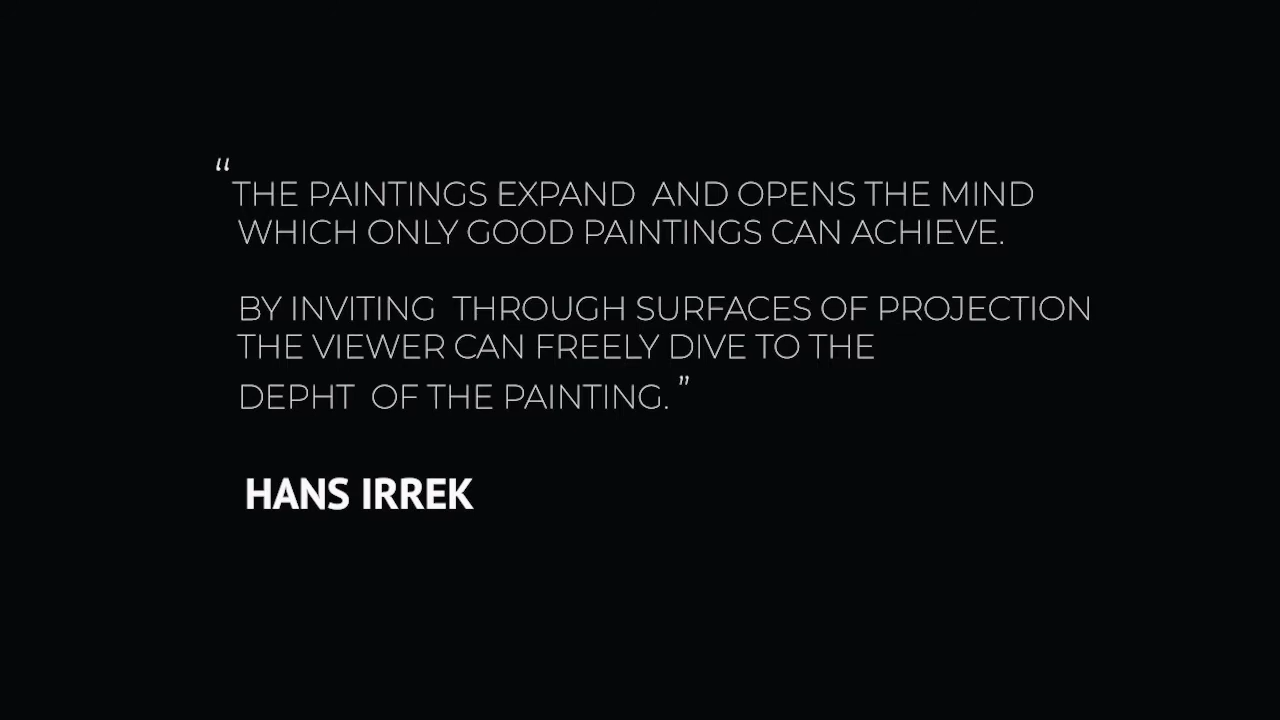 “THE PAINTINGS EXPAND  AND OPENS THE MIND
WHICH ONLY GOOD PAINTINGS CAN ACHIEVE.
BY INVITING  THROUGH SURFACES OF PROJECTION
THE VIEWER CAN FREELY DIVE TO THE
DEPHT  OF THE PAINTING.”
HANS IRREK